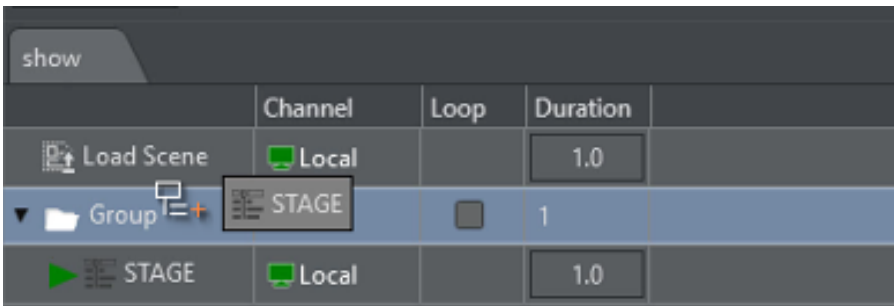 show
Channel Loop Duration
Load Scene Local 1.0
Group STAGE 1
STAGE Local 1.0